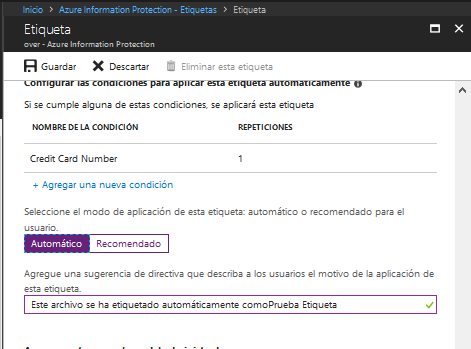 Inicio > Azure Information Protection - Etiquetas > Etiqueta
Etiqueta
over - Azure Information Protection
Guardar Descartar Eliminar esta etiqueta
Configurar las condiciones para aplicar esta etiqueta automáticamente
Si se cumple alguna de estas condiciones, se aplicará esta etiqueta
NOMBRE DE LA CONDICIÓN REPETICIONES
Credit Card Number 1
+ Agregar una nueva condición
Seleccione el modo de aplicación de esta etiqueta: automático o recomendado para el
usuario.
Automático Recomendado
Agregue una sugerencia de directiva que describa a los usuarios el motivo de la aplicación de
esta etiqueta.
Este archivo se ha etiquetado automáticamente comoPrueba Etiqueta